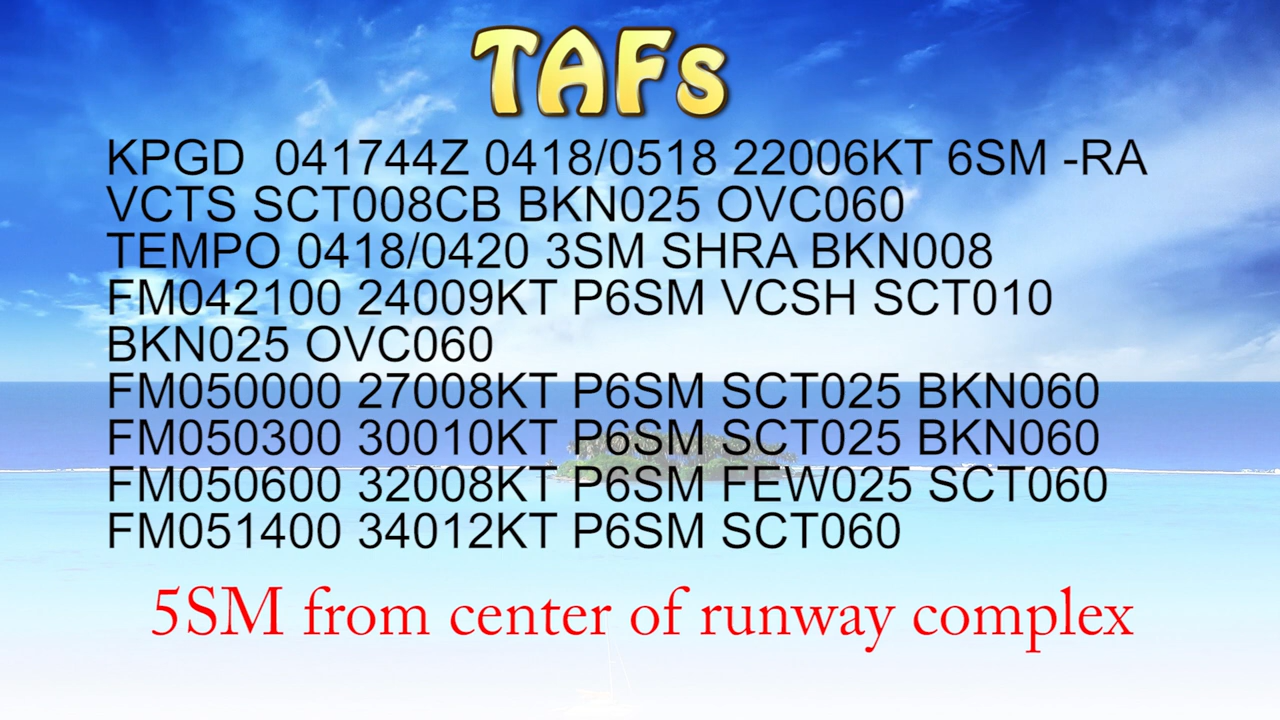 TAFs
KPGD 041744Z 0418/0518 22006KT 6SM -RA
VCTS SCT008CB BKN025 OVC060
TEMPO 0418/0420 3SM SHRA BKN008
FM042100 24009KT P6SM VCSH SCT010
BKN025 OVC060
FM050000 27008KT P6SM SCT025 BKN060
FM050300 30010KT P6SM SCT025 BKN060
FM050600 32008KT P6SM FEW025 SCT060
FM051400 34012KT P6SM SCT060
5SM from center of runway complex